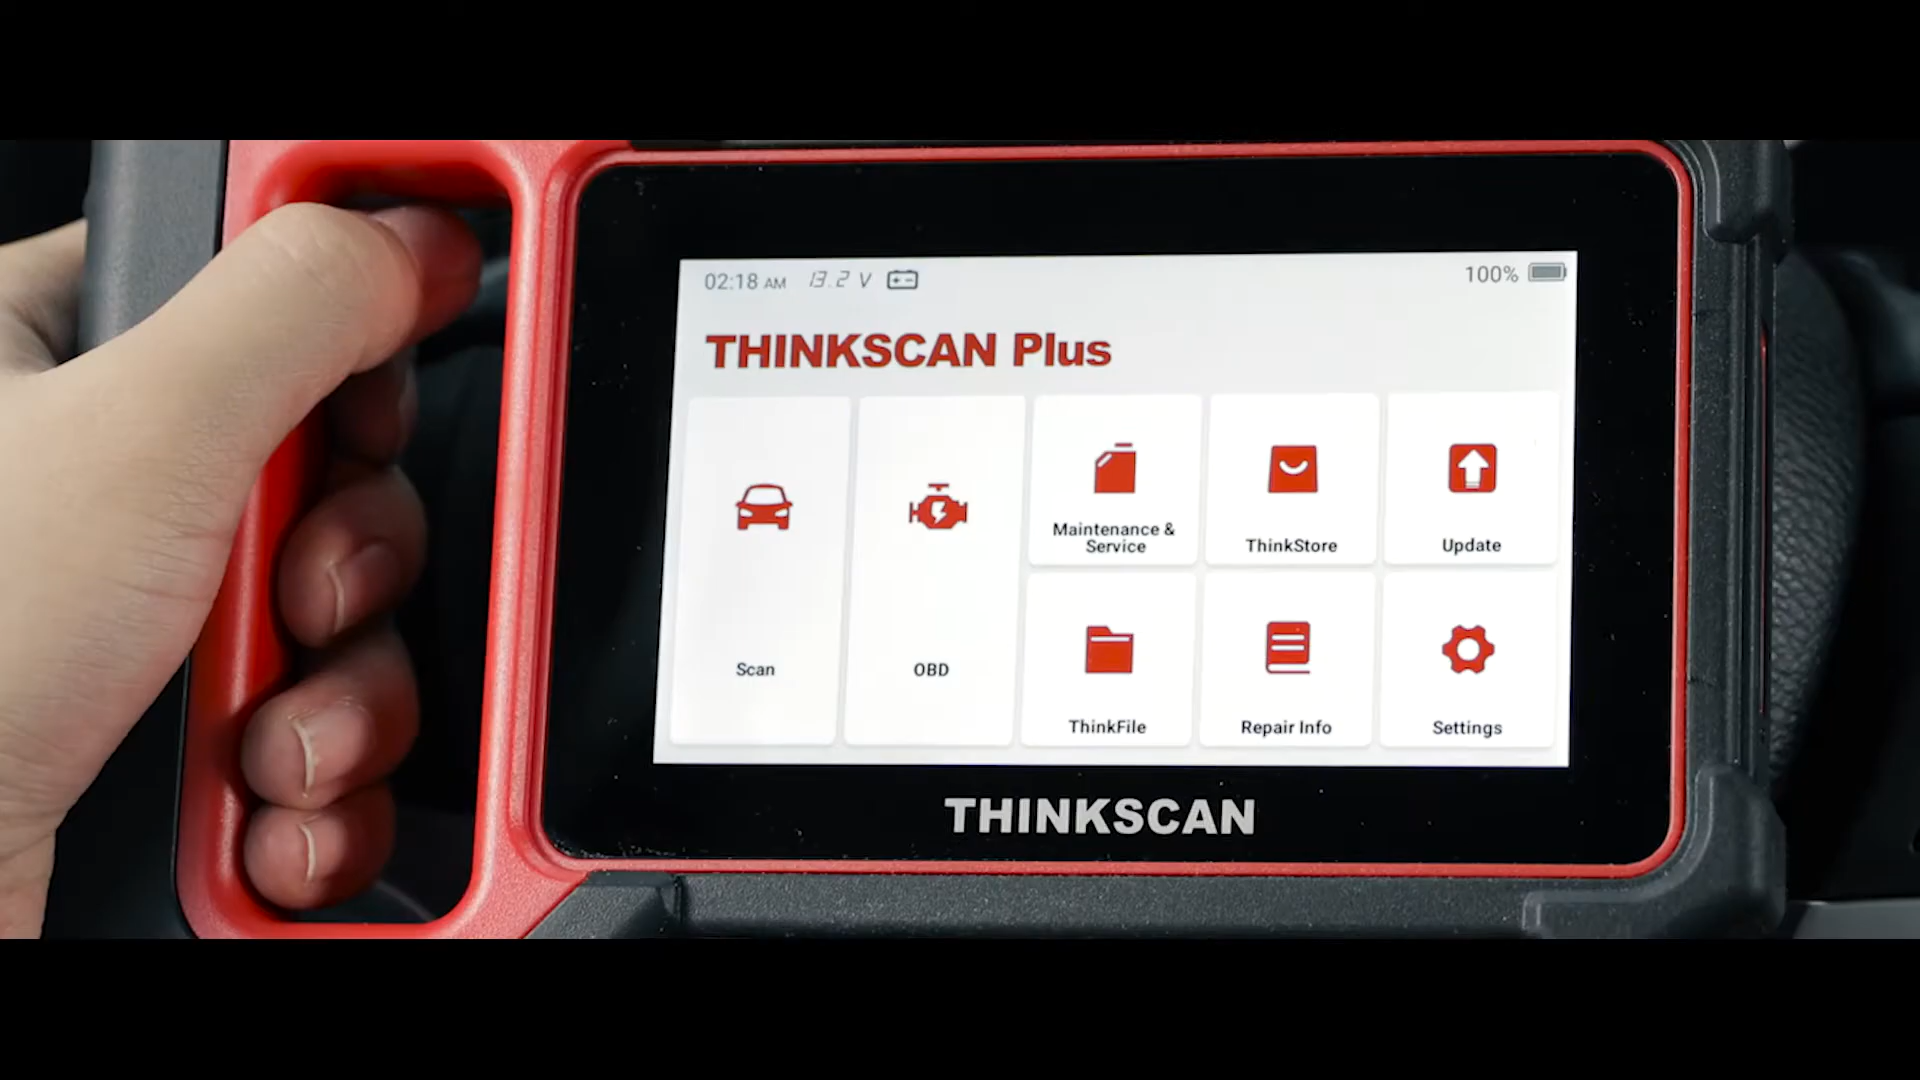 02:18 AM 13.2 V
100%
THINKSCAN Plus
Scan
OBD
Maintenance &
Service
ThinkStore
Update
ThinkFile
Repair Info
Settings
THINKSCAN